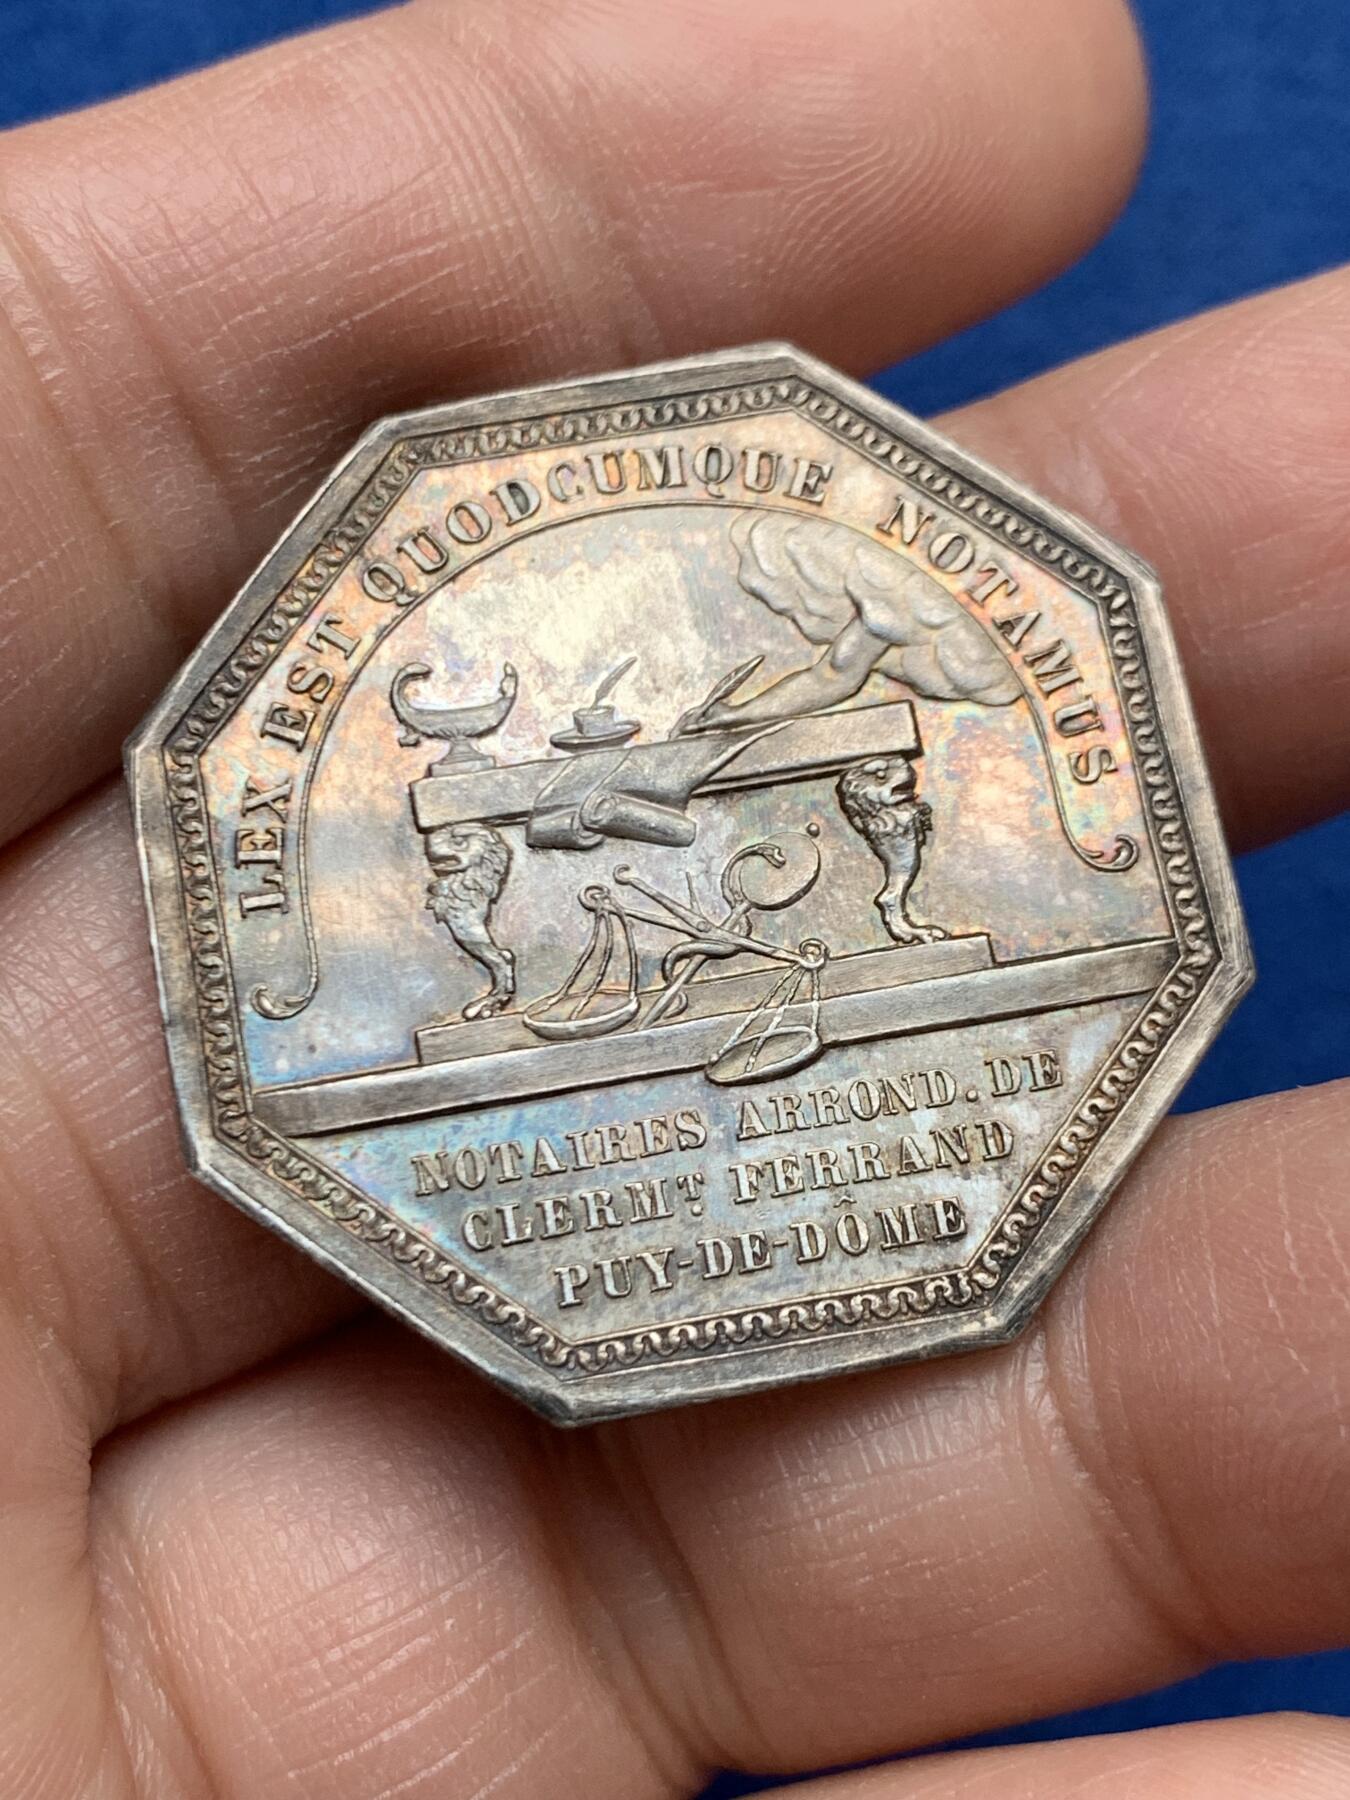 LEX EST QUODCUMQUE NOTAMUS
NOTAIRES ARROND. DE
CLERMT. FERRAND
PUY-DE-DÔME